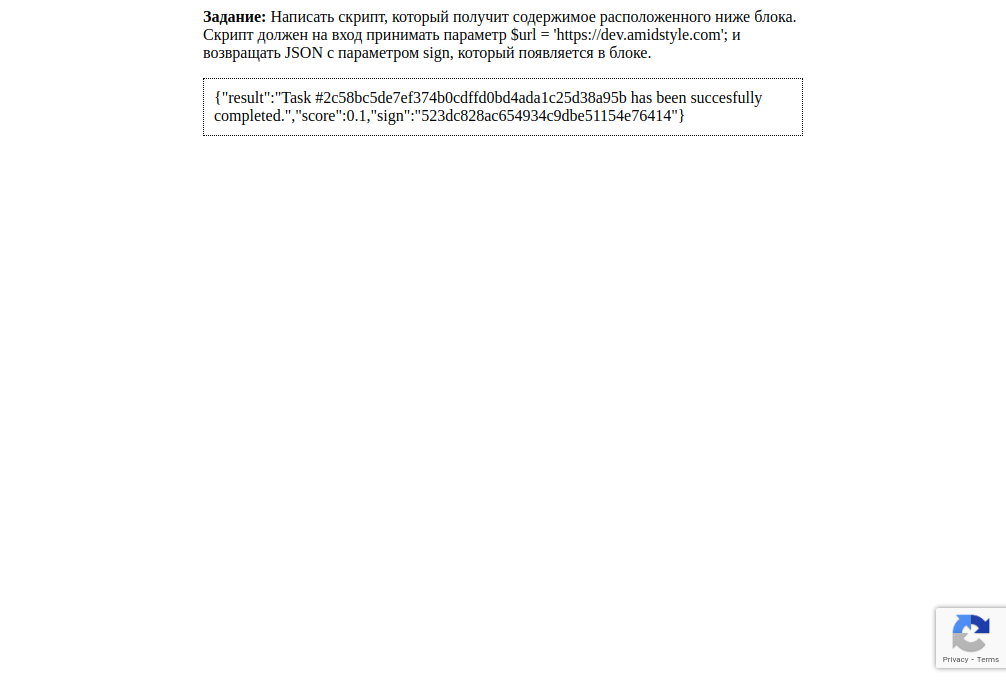 Задание: Написать скрипт, который получит содержимое расположенного ниже блока.
Скрипт должен на вход принимать параметр $url = 'https://dev.amidstyle.com'; и
возвращать JSON с параметром sign, который появляется в блоке.
{"result":"Task #2c58bc5de7ef374b0cdffd0bd4ada1c25d38a95b has been succesfully
completed.","score":0.1,"sign":"523dc828ac654934c9dbe51154e76414"}
Privacy - Terms